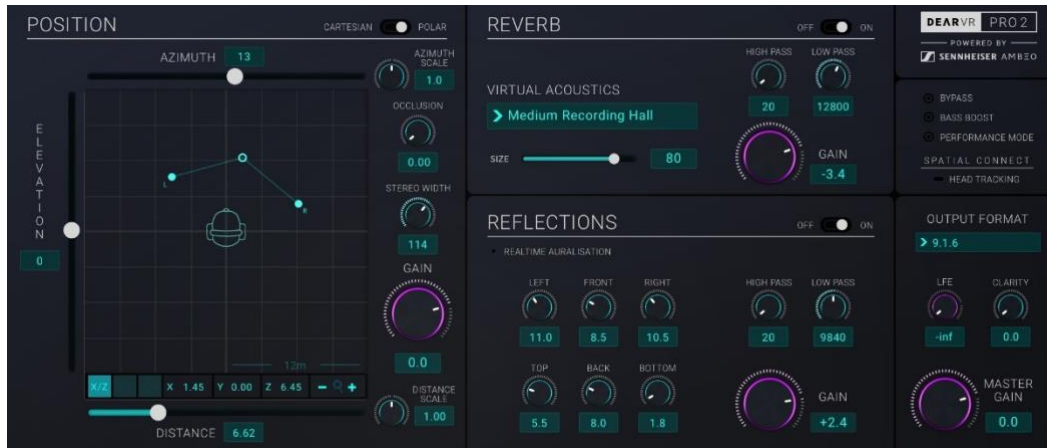 POSITION
CARTESIAN POLAR
AZIMUTH 13
AZIMUTH SCALE
1.0
ELEVATION
0
OCCLUSION
0.00
STEREO WIDTH
114
GAIN
0.0
L
R
12m
X/Z X 1.45 Y 0.00 Z 6.45 - +
DISTANCE SCALE
1.00
DISTANCE 6.62
REVERB
OFF ON
HIGH PASS LOW PASS
20 12800
VIRTUAL ACOUSTICS
Medium Recording Hall
SIZE 80
GAIN
-3.4
REFLECTIONS
OFF ON
REALTIME AURALISATION
LEFT FRONT RIGHT
11.0 8.5 10.5
HIGH PASS LOW PASS
20 9840
TOP BACK BOTTOM
5.5 8.0 1.8
GAIN
+2.4
DEARVR PRO 2
POWERED BY
SENNHEISER AMBEO
BYPASS
BASS BOOST
PERFORMANCE MODE
SPATIAL CONNECT
HEAD TRACKING
OUTPUT FORMAT
9.1.6
LFE CLARITY
-inf 0.0
MASTER GAIN
0.0